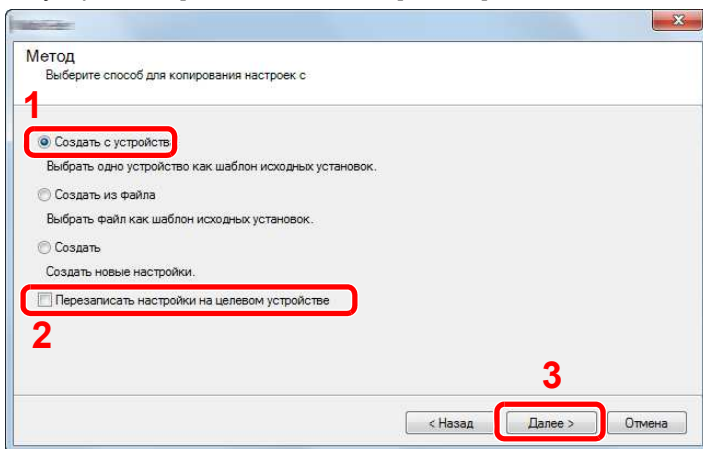 Метод
Выберите способ для копирования настроек с
1
Создать с устройств
Выбрать одно устройство как шаблон исходных установок.
Создать из файла
Выбрать файл как шаблон исходных установок.
Создать
Создать новые настройки.
Перезаписать настройки на целевом устройстве
2
3
< Назад Далее > Отмена